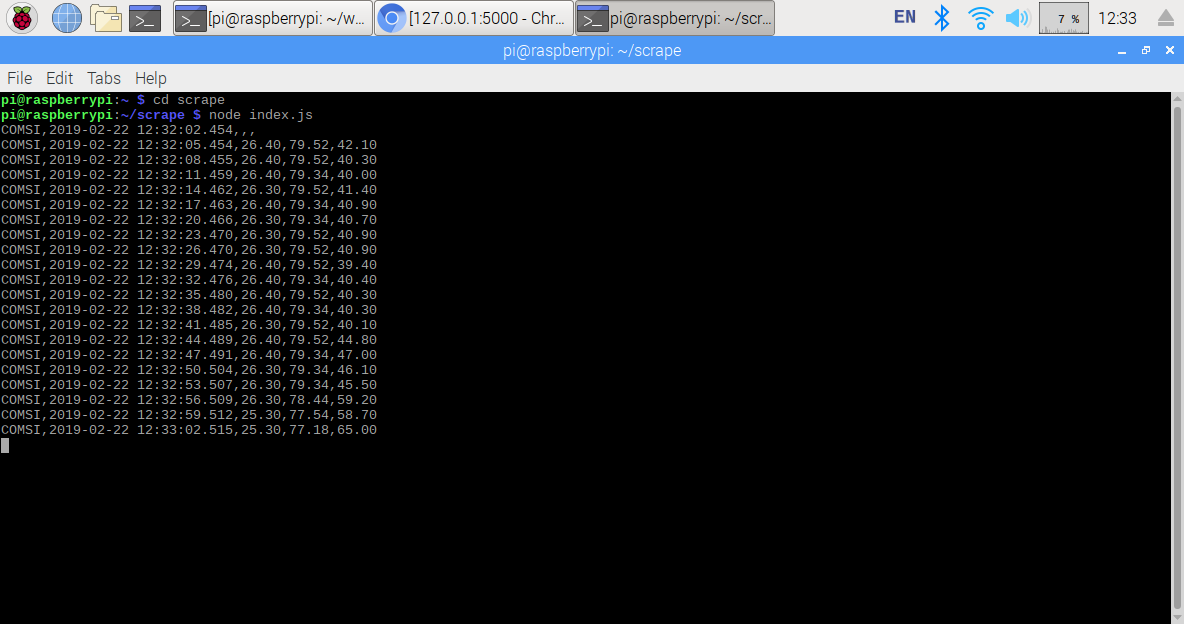 [pi@raspberrypi: ~/w...
[127.0.0.1:5000 - Chr...
pi@raspberrypi: ~/scr...
EN
7 %
12:33
pi@raspberrypi: ~/scrape
File Edit Tabs Help
pi@raspberrypi:~ $ cd scrape
pi@raspberrypi:~/scrape $ node index.js
COMSI,2019-02-22 12:32:02.454,,,
COMSI,2019-02-22 12:32:05.454,26.40,79.52,42.10
COMSI,2019-02-22 12:32:08.455,26.40,79.52,40.30
COMSI,2019-02-22 12:32:11.459,26.40,79.34,40.00
COMSI,2019-02-22 12:32:14.462,26.30,79.52,41.40
COMSI,2019-02-22 12:32:17.463,26.40,79.34,40.90
COMSI,2019-02-22 12:32:20.466,26.30,79.34,40.70
COMSI,2019-02-22 12:32:23.470,26.30,79.52,40.90
COMSI,2019-02-22 12:32:26.470,26.30,79.52,40.90
COMSI,2019-02-22 12:32:29.474,26.40,79.52,39.40
COMSI,2019-02-22 12:32:32.476,26.40,79.34,40.40
COMSI,2019-02-22 12:32:35.480,26.40,79.52,40.30
COMSI,2019-02-22 12:32:38.482,26.40,79.34,40.30
COMSI,2019-02-22 12:32:41.485,26.30,79.52,40.10
COMSI,2019-02-22 12:32:44.489,26.40,79.52,44.80
COMSI,2019-02-22 12:32:47.491,26.40,79.34,47.00
COMSI,2019-02-22 12:32:50.504,26.30,79.34,46.10
COMSI,2019-02-22 12:32:53.507,26.30,79.34,45.50
COMSI,2019-02-22 12:32:56.509,26.30,78.44,59.20
COMSI,2019-02-22 12:32:59.512,25.30,77.54,58.70
COMSI,2019-02-22 12:33:02.515,25.30,77.18,65.00